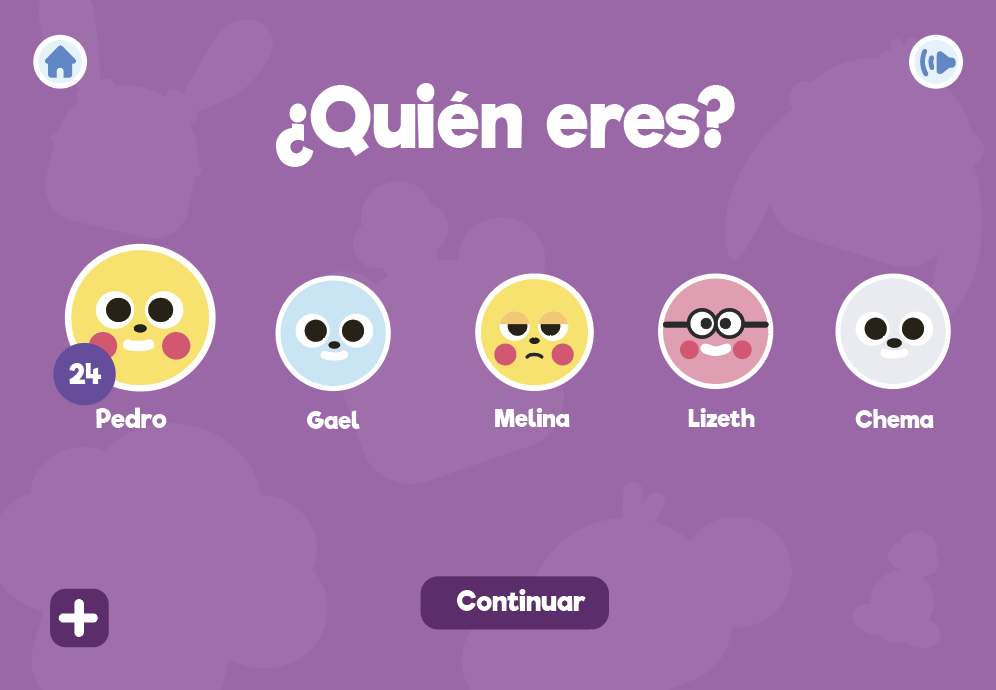 ¿Quién eres?
24
Pedro
Gael
Melina
Lizeth
Chema
Continuar